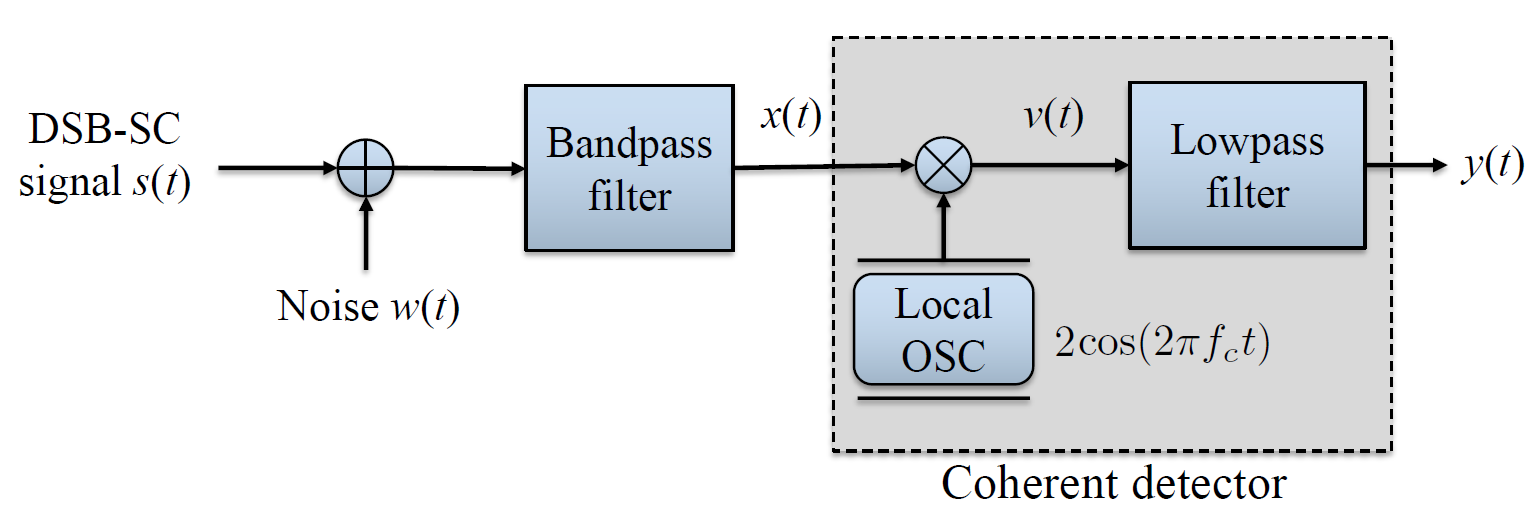 DSB-SC
signal s(t)
Noise w(t)
Bandpass
filter
x(t)
v(t)
Lowpass
filter
y(t)
Local
OSC
2cos(2πf_ct)
Coherent detector